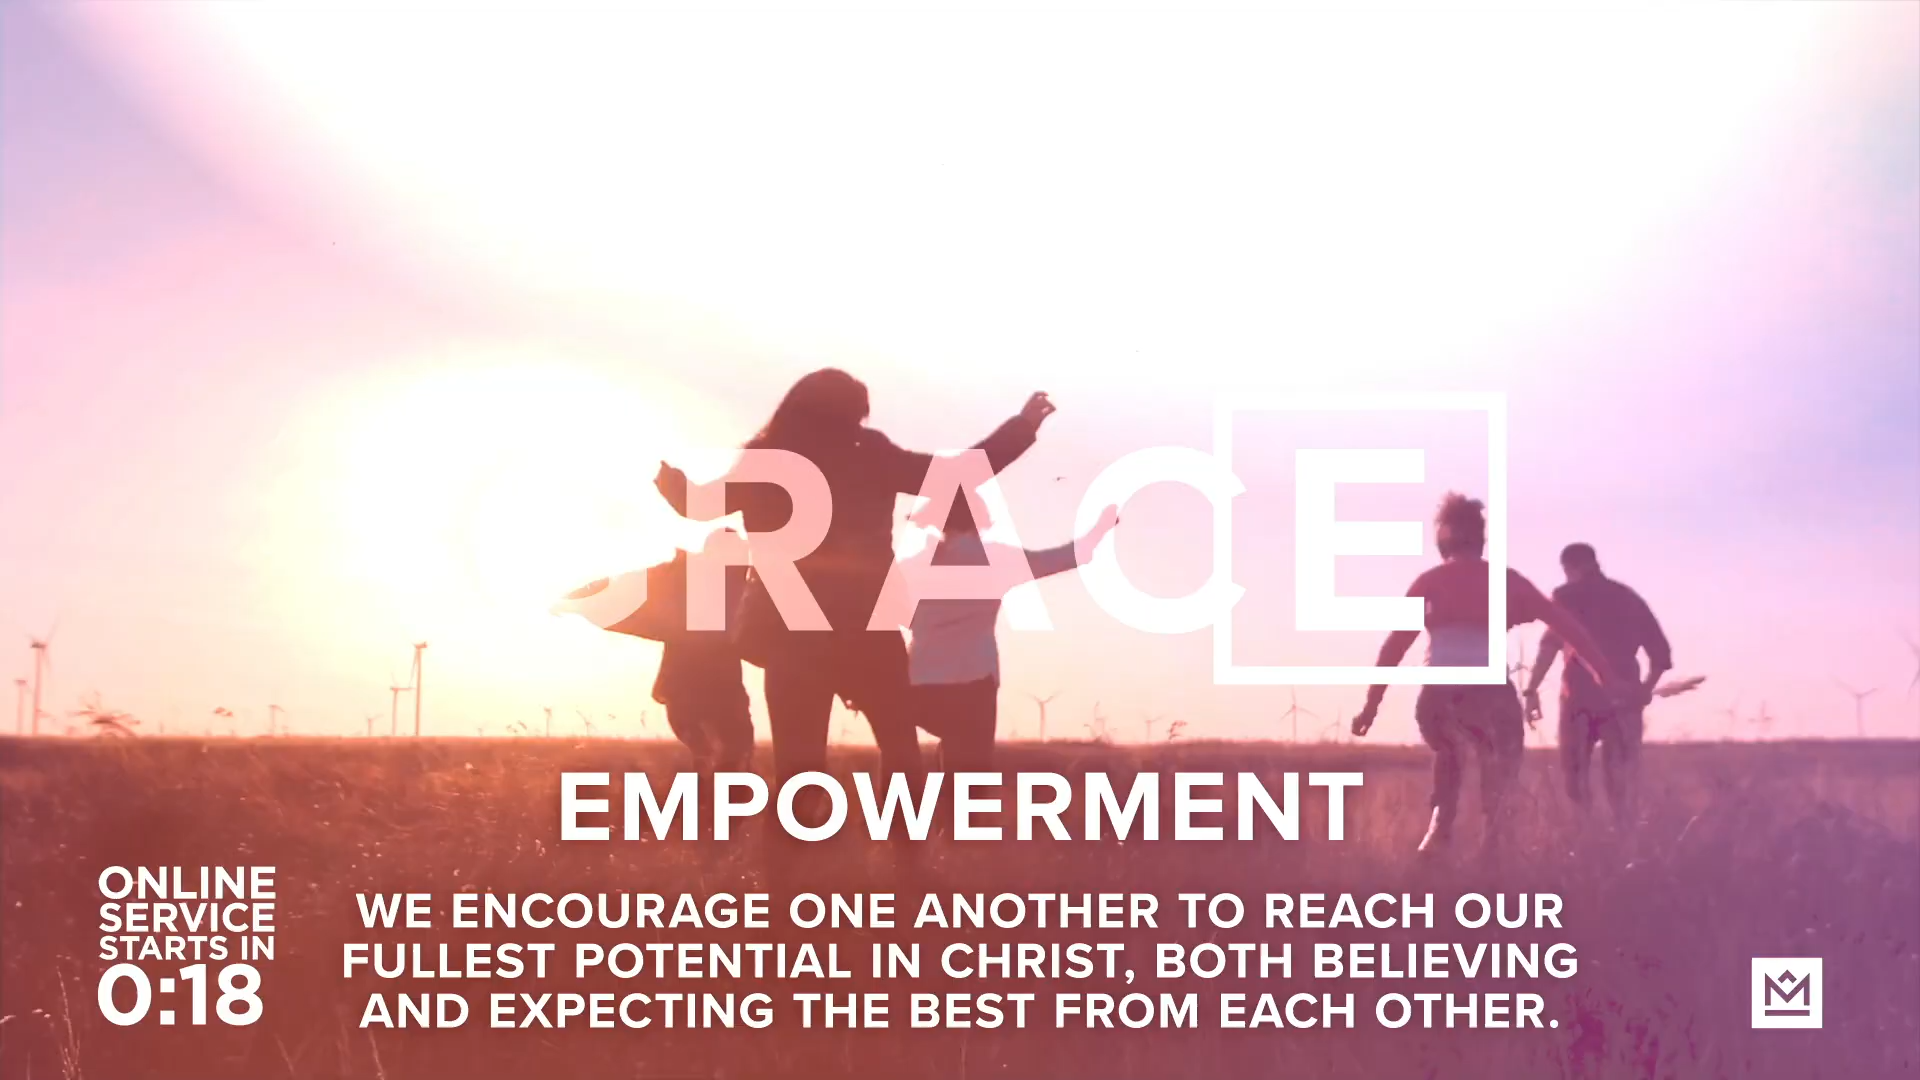 GRACE
EMPOWERMENT
ONLINE
SERVICE
STARTS IN
0:18
WE ENCOURAGE ONE ANOTHER TO REACH OUR
FULLEST POTENTIAL IN CHRIST, BOTH BELIEVING
AND EXPECTING THE BEST FROM EACH OTHER.